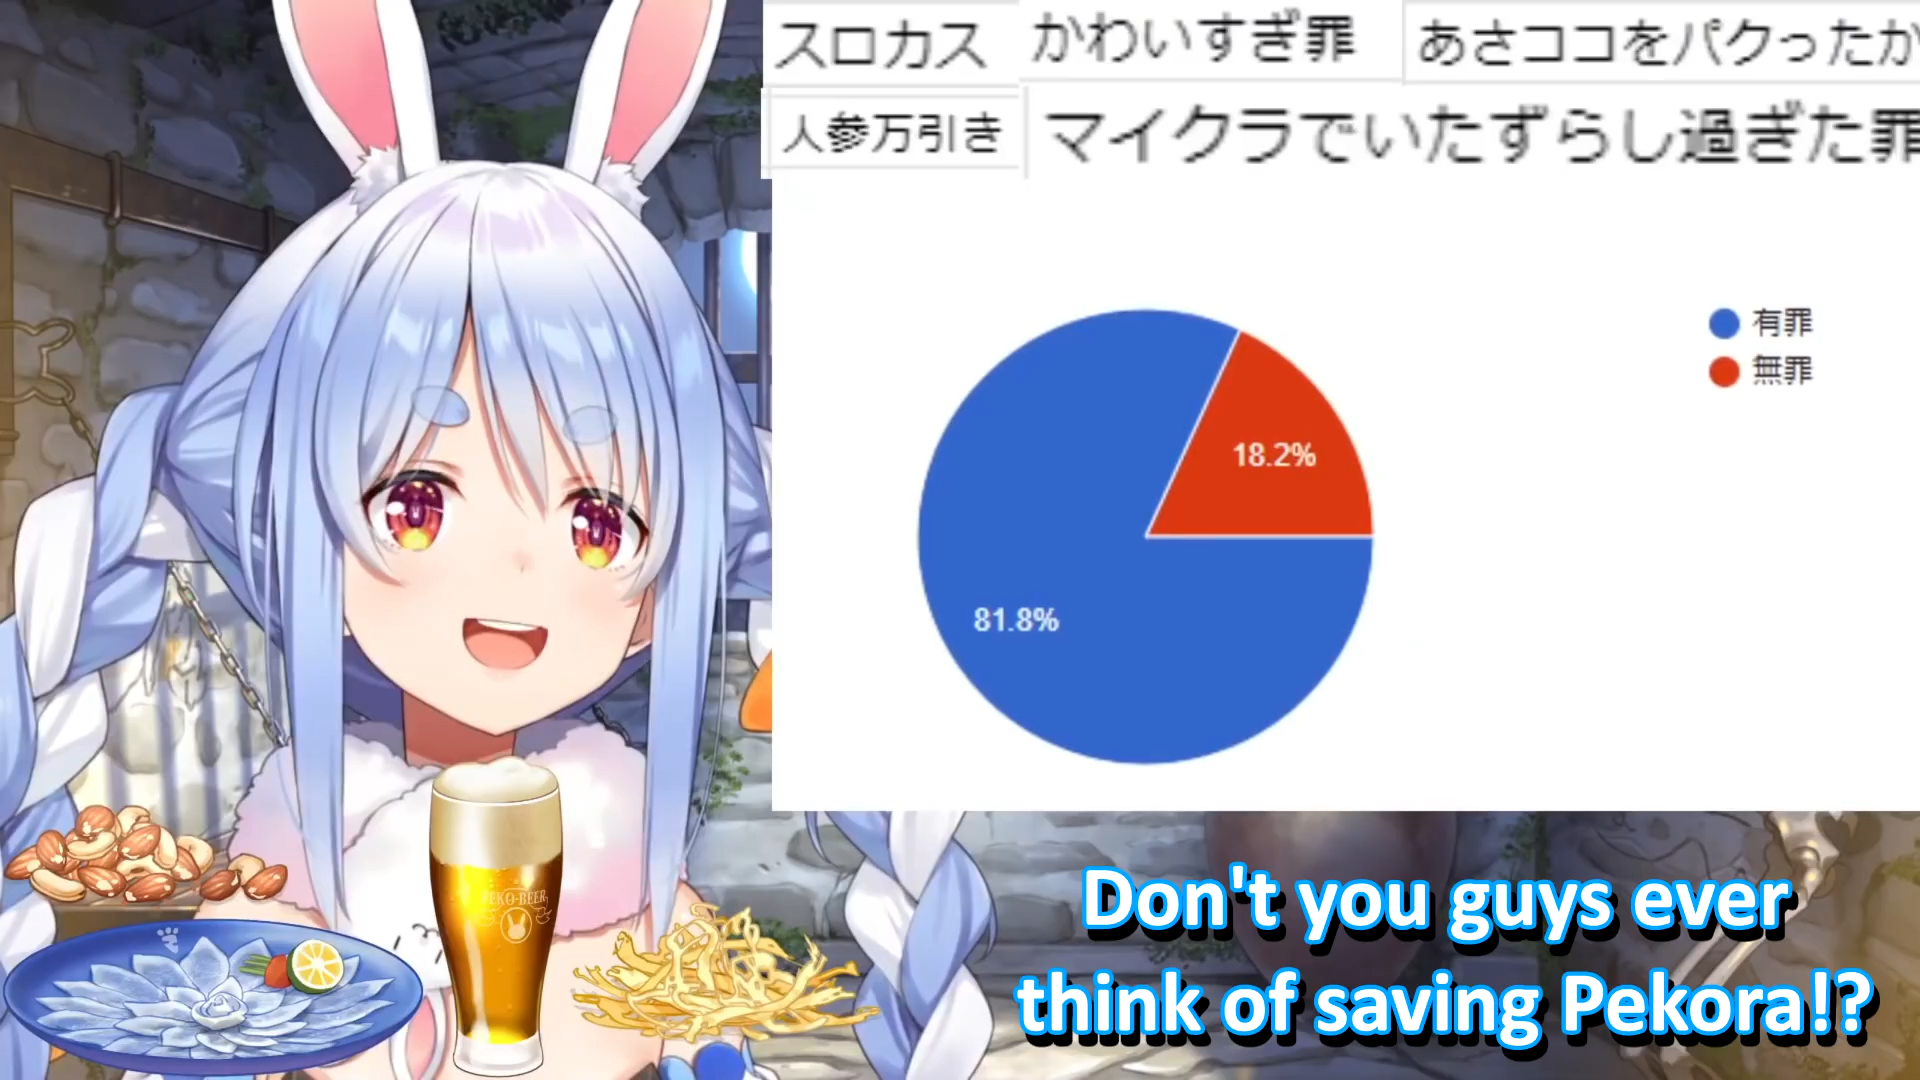 スロカス
かわいすぎ罪
あさココをパクったか
人参万引き
マイクラでいたずらし過ぎた罪
有罪
無罪
18.2%
81.8%
PEKO-BEER
Don't you guys ever
think of saving Pekora!?